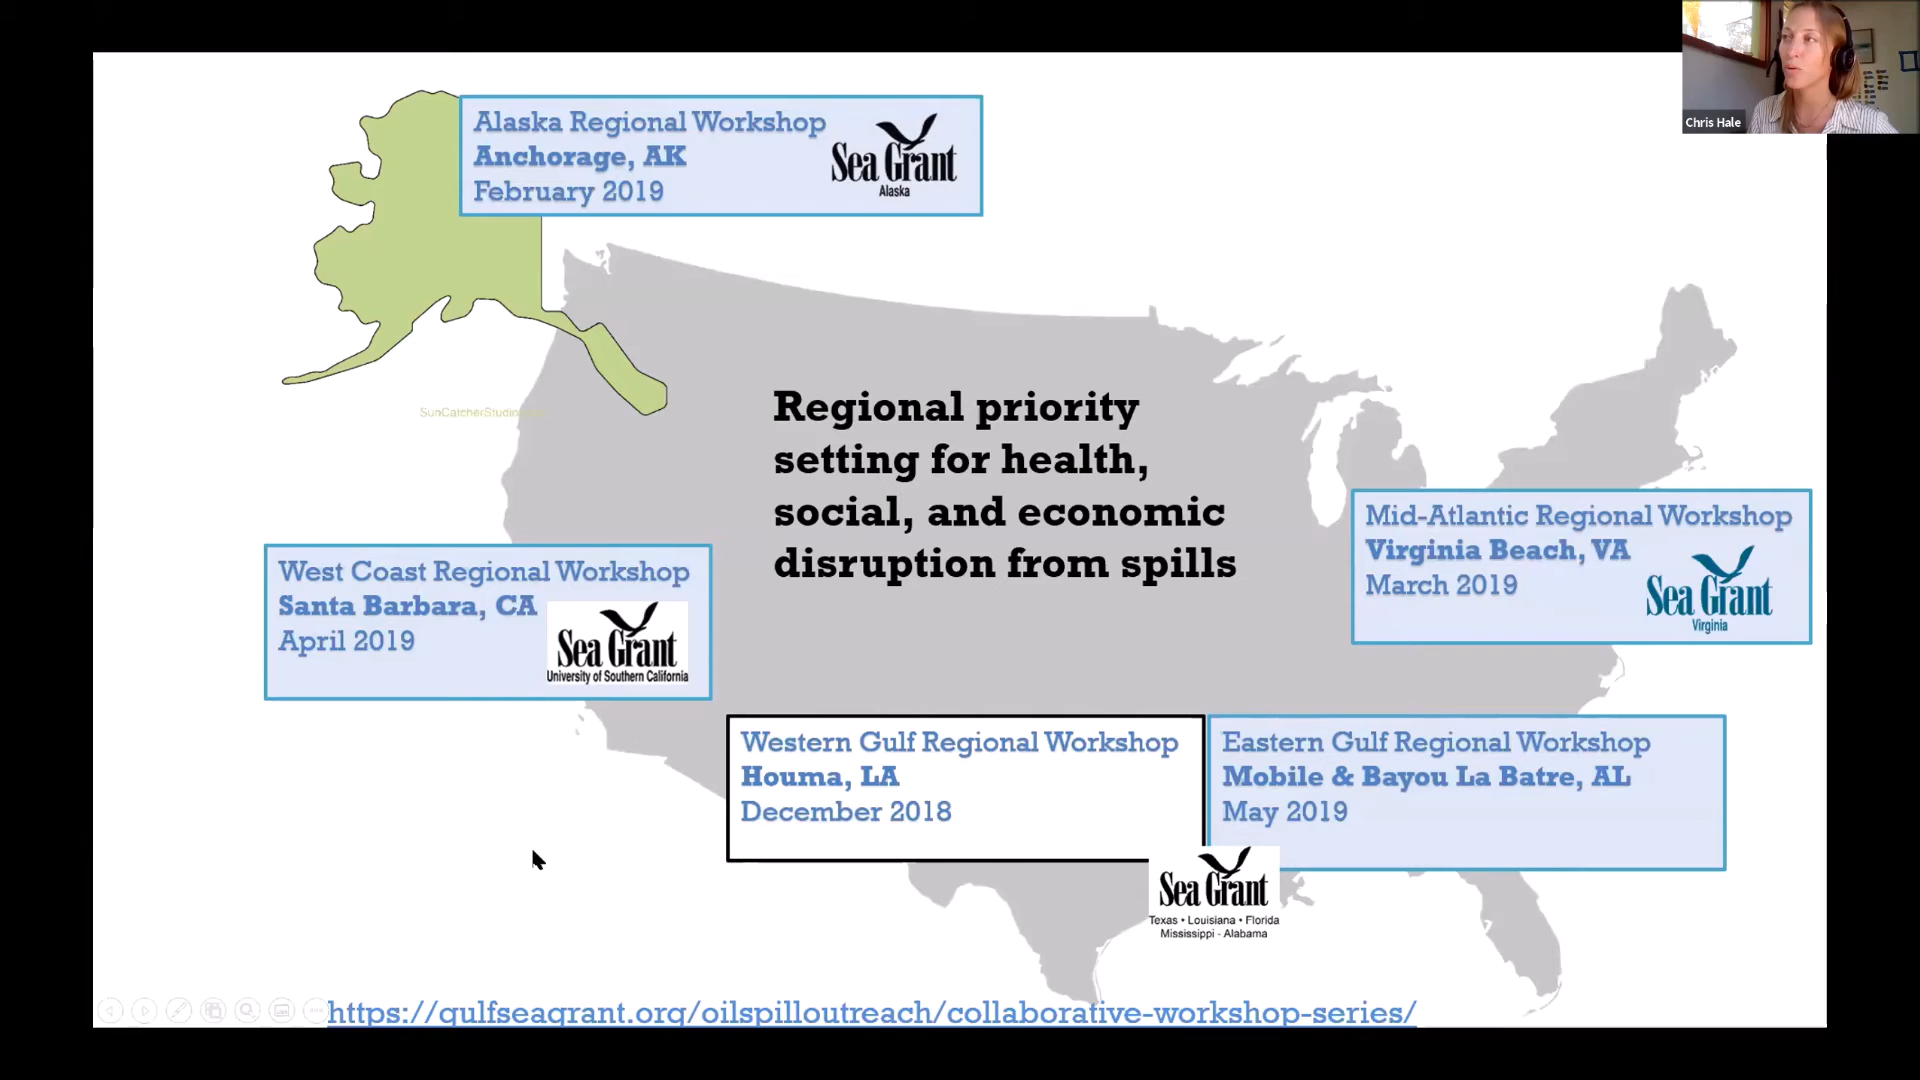 Chris Hale
Alaska Regional Workshop
Anchorage, AK
February 2019
Sea Grant
Alaska
SunCatcherStudio
Regional priority
setting for health,
social, and economic
disruption from spills
West Coast Regional Workshop
Santa Barbara, CA
April 2019
Sea Grant
University of Southern California
Mid-Atlantic Regional Workshop
Virginia Beach, VA
March 2019
Sea Grant
Virginia
Western Gulf Regional Workshop
Houma, LA
December 2018
Eastern Gulf Regional Workshop
Mobile & Bayou La Batre, AL
May 2019
Sea Grant
Texas • Louisiana • Florida
Mississippi - Alabama
https://gulfseagrant.org/oilspilloutreach/collaborative-workshop-series/